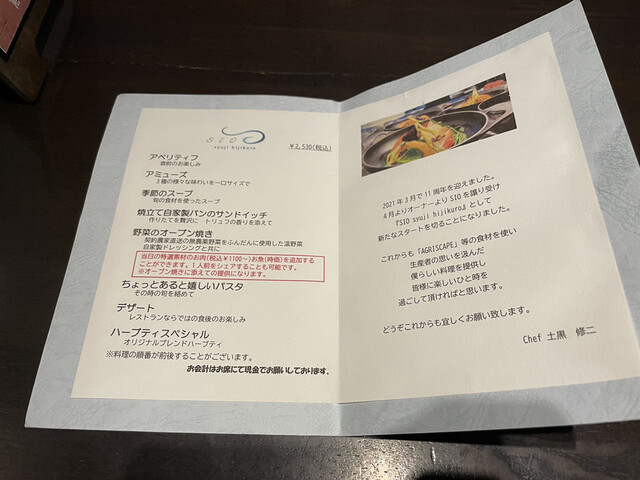 SIO
syuji hijikuro
¥2,530(税込)
アペリティフ
食前のお楽しみ
アミューズ
3種の様々な味わいを一口サイズで
季節のスープ
旬の食材を使ったスープ
焼立て自家製パンのサンドイッチ
作りたてを贅沢に トリュフの香りを添えて
野菜のオーブン焼き
契約農家直送の無農薬野菜をふんだんに使用した温野菜
自家製ドレッシングと共に
当日の特選素材のお肉(税込¥1100~)お魚(時価)を追加する
ことができます。1人前をシェアすることも可能です。
※オーブン焼きに添えての提供になります。
ちょっとあると嬉しいパスタ
その時の旬を絡めて
デザート
レストランならではの食後のお楽しみ
ハーブティスペシャル
オリジナルブレンドハーブティ
※料理の順番が前後することがございます。
お会計はお席にて現金でお願いしております。
2021年3月で11周年を迎えました。
4月よりオーナーよりSIOを譲り受け
『SIO syuji hijikuro』として
新たなスタートを切ることになりました。
これからも「AGRISCAPE」等の食材を使い
生産者の思いを汲んだ
僕らしい料理を提供し
皆様に楽しいひと時を
過ごして頂ければと思います。
どうぞこれからも宜しくお願い致します。
Chef 土黒 修二